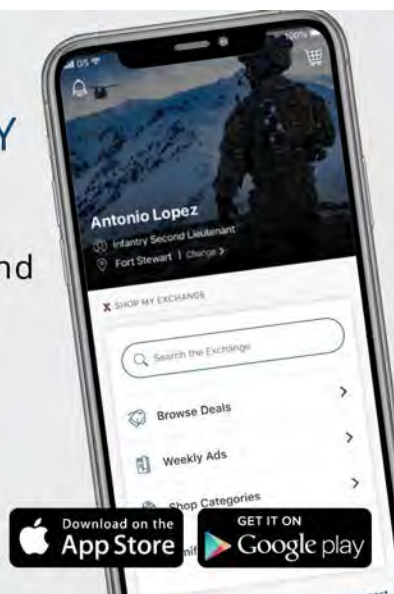 Y
nd
100%
Antonio Lopez
Infantry Second Lieutenant
Fort Stewart | Change >
X SHOP MY EXCHANGE
Search the Exchange
Browse Deals
Weekly Ads
Shop Categories
Download on the
App Store
GET IT ON
Google play